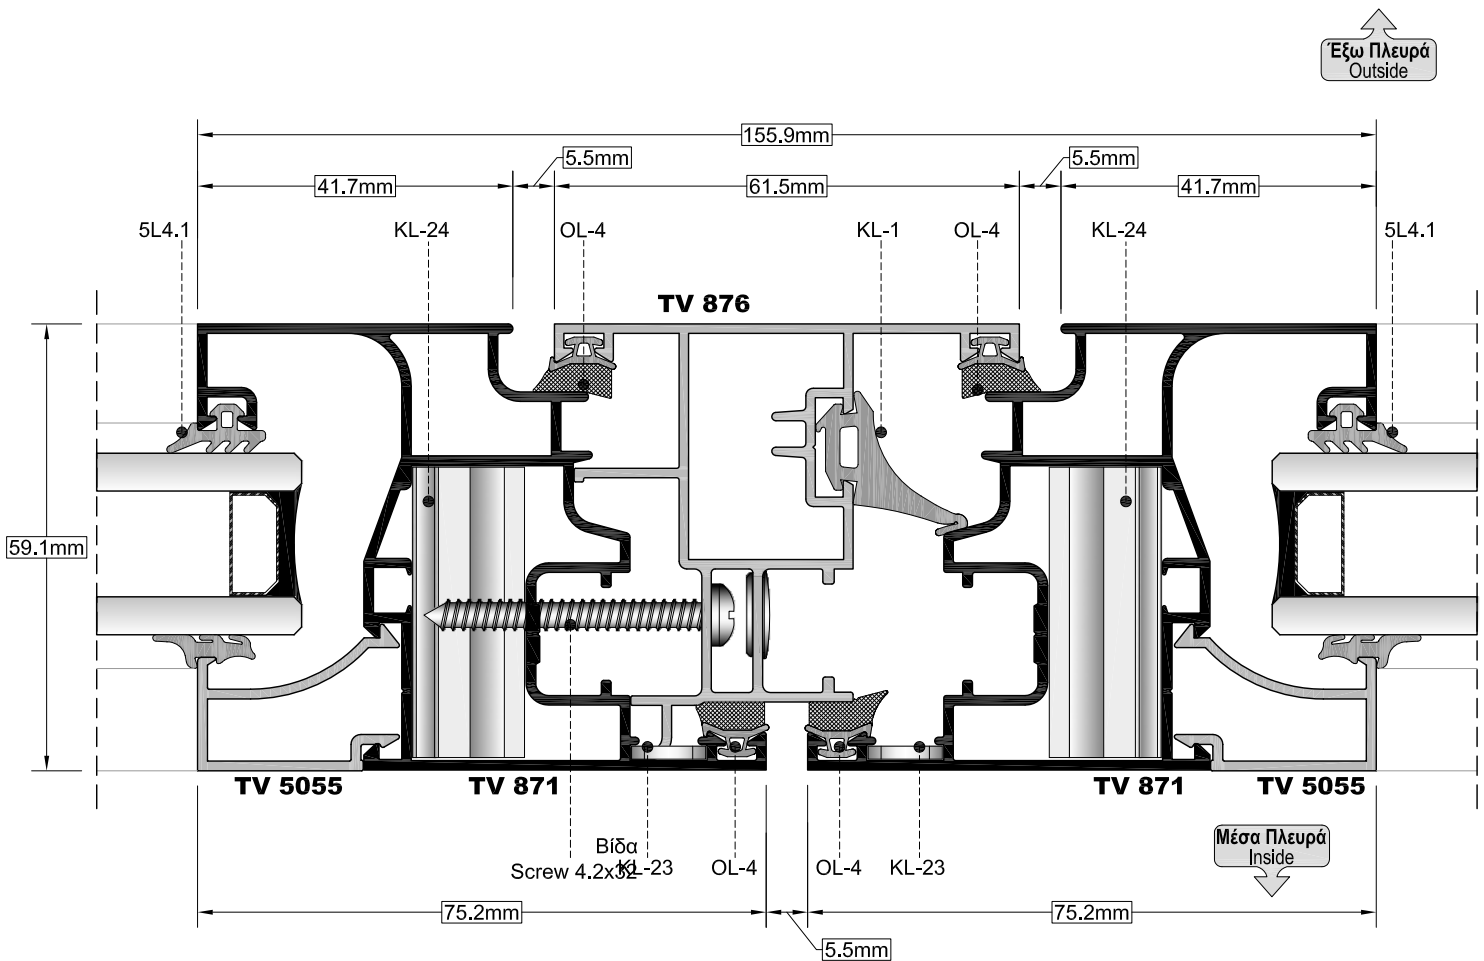 Έξω Πλευρά
Outside
155.9mm
5.5mm
5.5mm
41.7mm
61.5mm
41.7mm
5L4.1
KL-24
OL-4
KL-1
OL-4
KL-24
5L4.1
TV 876
59.1mm
TV 5055
TV 871
TV 871
TV 5055
Βίδα
Screw 4.2x32
KL-23
OL-4
OL-4
KL-23
Μέσα Πλευρά
Inside
75.2mm
75.2mm
5.5mm